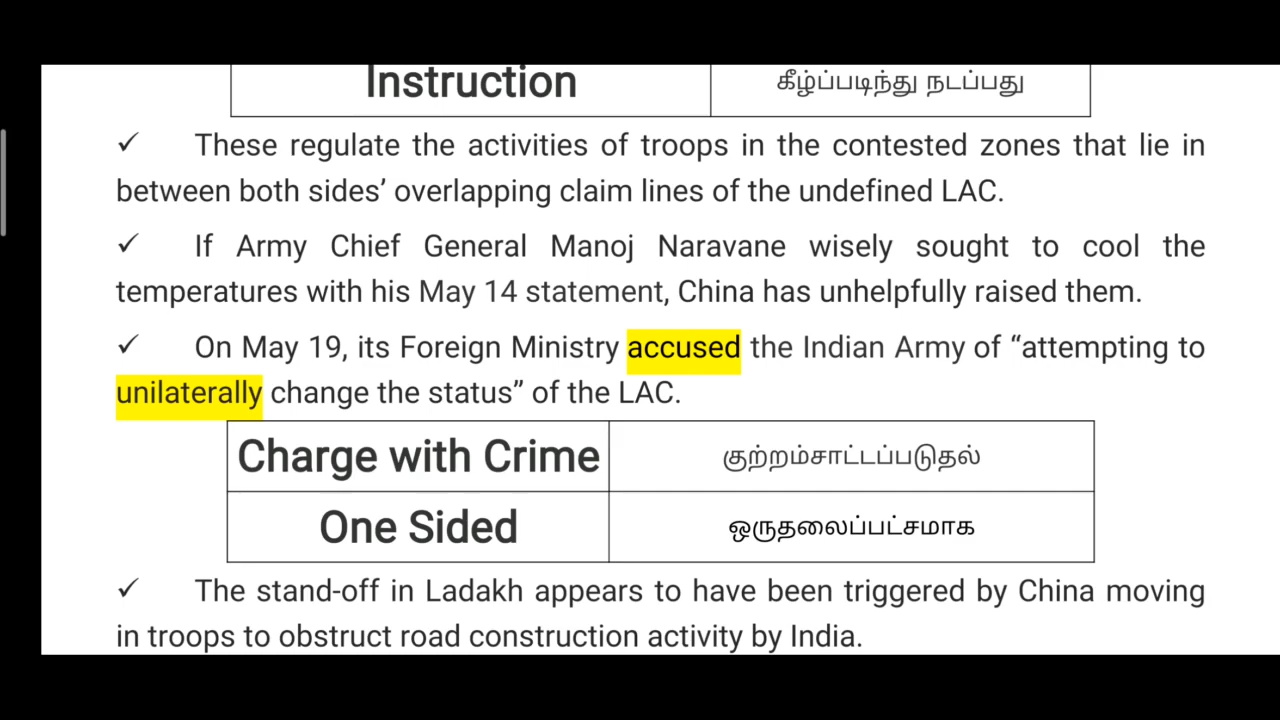 Instruction கீழ்ப்படிந்து நடப்பது
✓ These regulate the activities of troops in the contested zones that lie in
between both sides’ overlapping claim lines of the undefined LAC.
✓ If Army Chief General Manoj Naravane wisely sought to cool the
temperatures with his May 14 statement, China has unhelpfully raised them.
✓ On May 19, its Foreign Ministry accused the Indian Army of “attempting to
unilaterally change the status” of the LAC.
Charge with Crime குற்றம்சாட்டப்படுதல்
One Sided ஒருதலைப்பட்சமாக
✓ The stand-off in Ladakh appears to have been triggered by China moving
in troops to obstruct road construction activity by India.